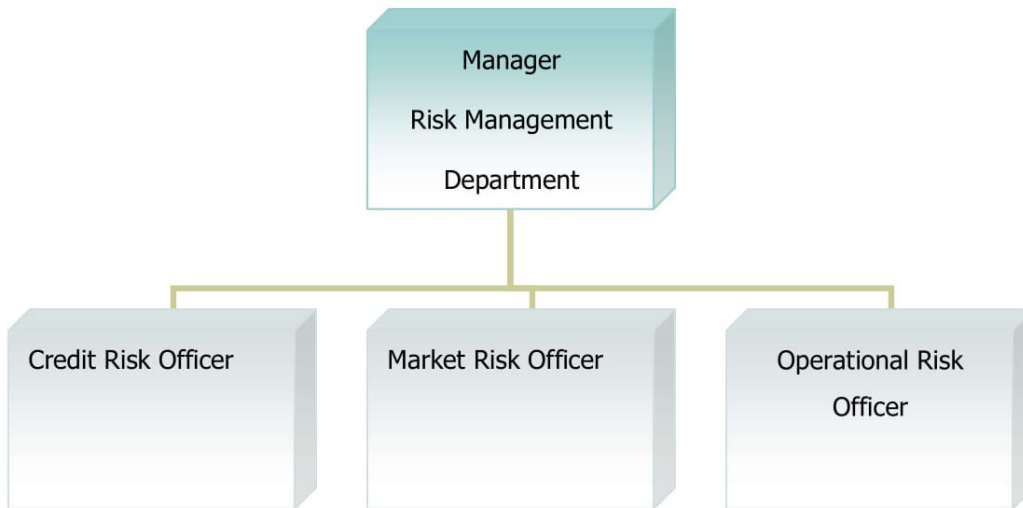 Manager
Risk Management
Department
Credit Risk Officer
Market Risk Officer
Operational Risk
Officer